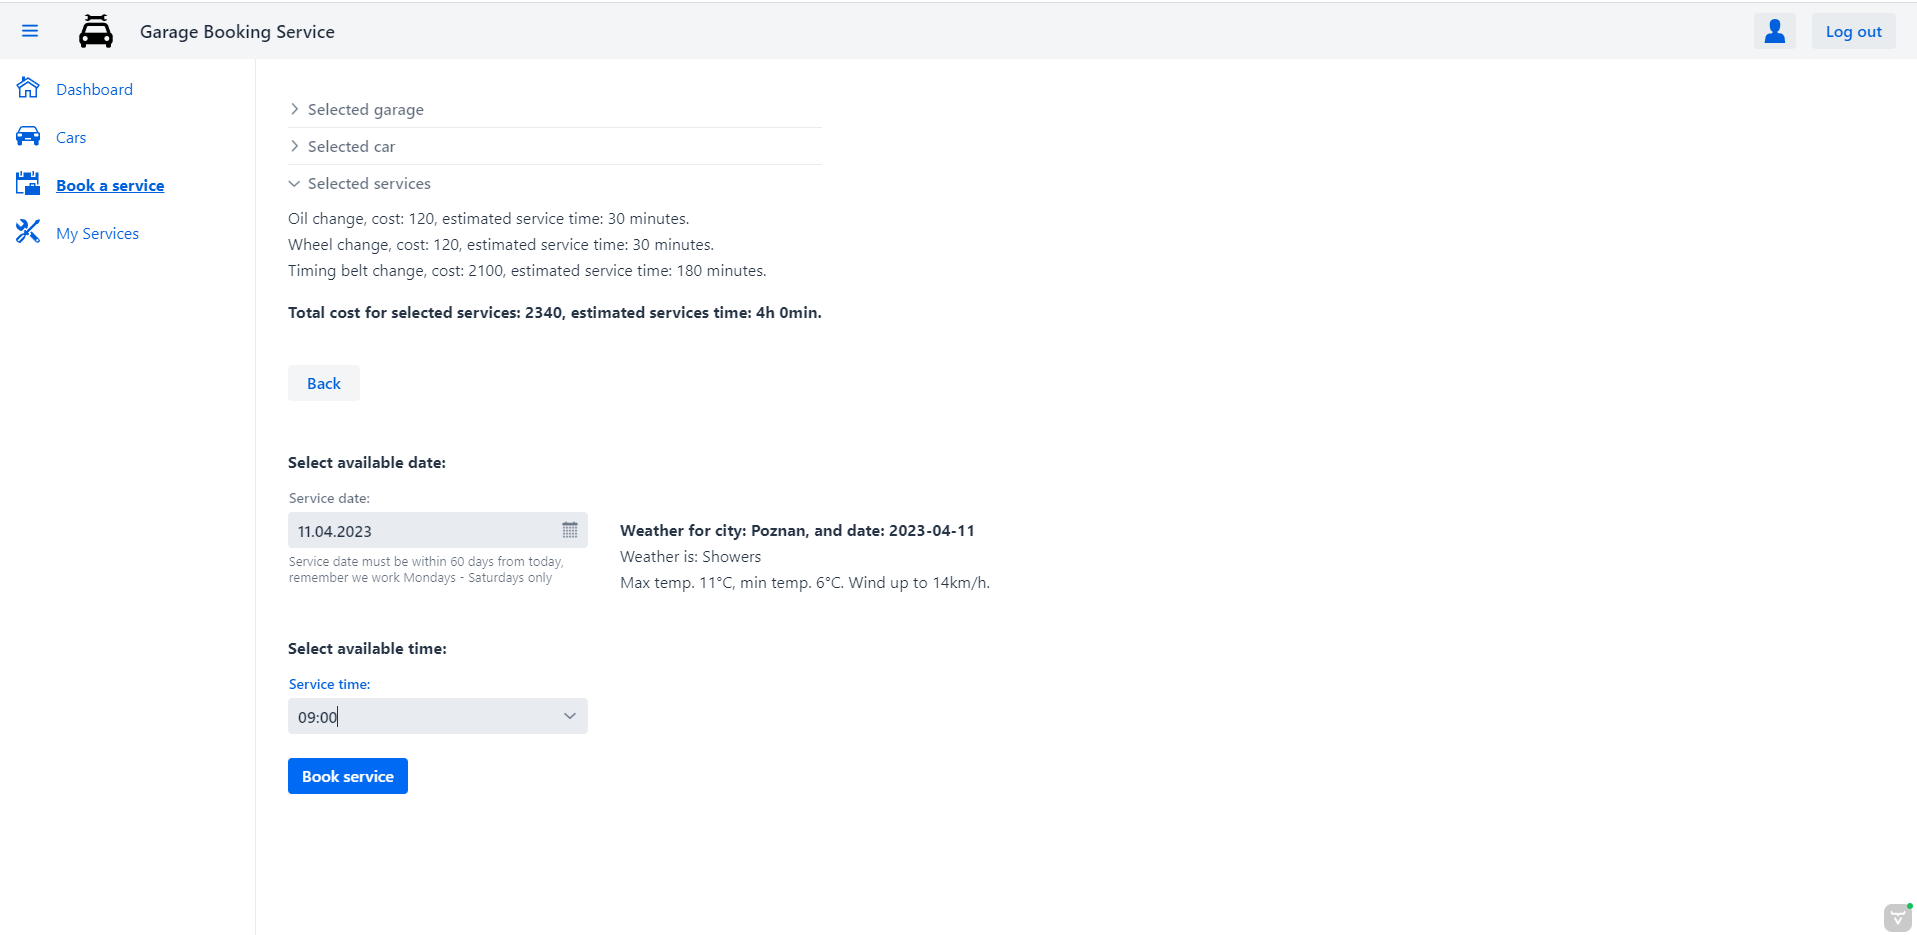 Garage Booking Service
Log out
Dashboard
Cars
Book a service
My Services
Selected garage
Selected car
Selected services
Oil change, cost: 120, estimated service time: 30 minutes.
Wheel change, cost: 120, estimated service time: 30 minutes.
Timing belt change, cost: 2100, estimated service time: 180 minutes.
Total cost for selected services: 2340, estimated services time: 4h 0min.
Back
Select available date:
Service date:
11.04.2023
Service date must be within 60 days from today,
remember we work Mondays - Saturdays only
Weather for city: Poznan, and date: 2023-04-11
Weather is: Showers
Max temp. 11°C, min temp. 6°C. Wind up to 14km/h.
Select available time:
Service time:
09:00
Book service